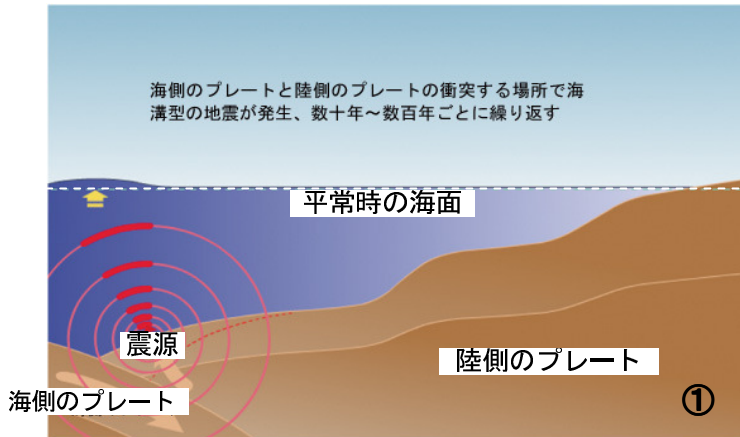 海側のプレートと陸側のプレートの衝突する場所で海
溝型の地震が発生、数十年～数百年ごとに繰り返す
平常時の海面
震源
陸側のプレート
海側のプレート
①